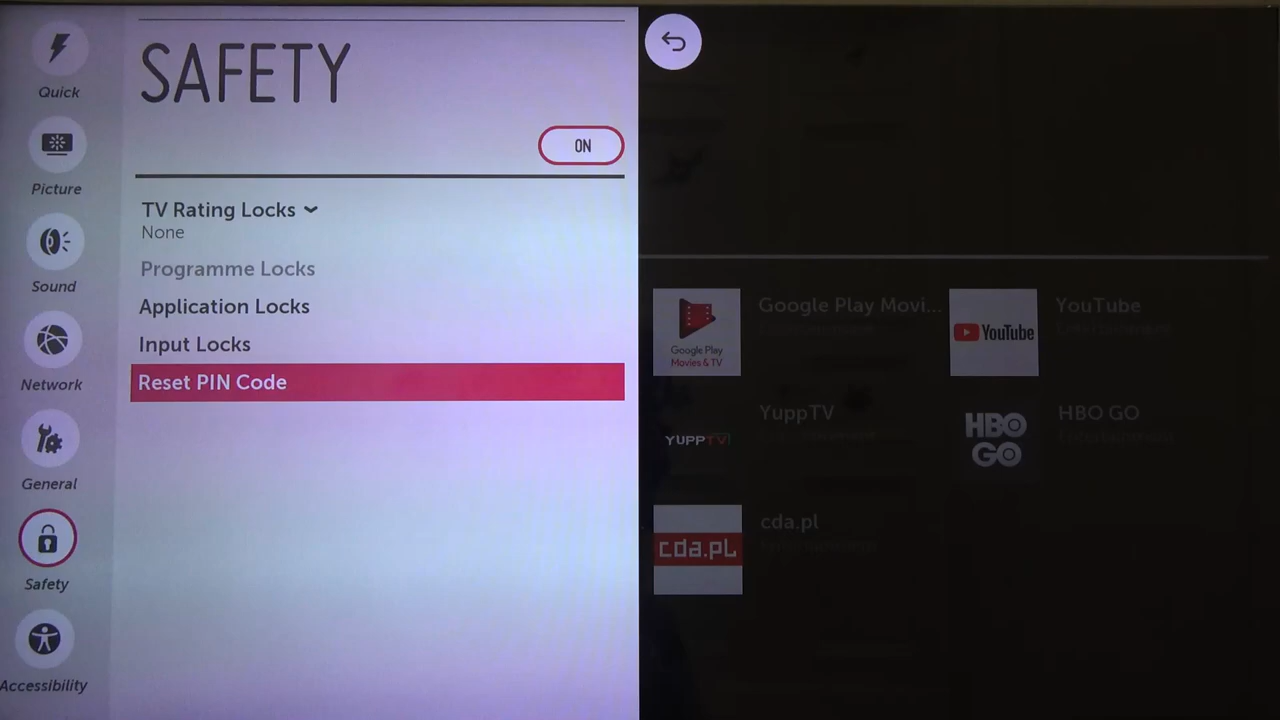 Quick
Picture
Sound
Network
General
Safety
Accessibility
SAFETY
ON
TV Rating Locks
None
Programme Locks
Application Locks
Input Locks
Reset PIN Code
Google Play
Movies & TV
Google Play Movi...
YouTube
YouTube
YUPPTV
YuppTV
HBO
GO
HBO GO
Entertainment
cda.pl
cda.pl